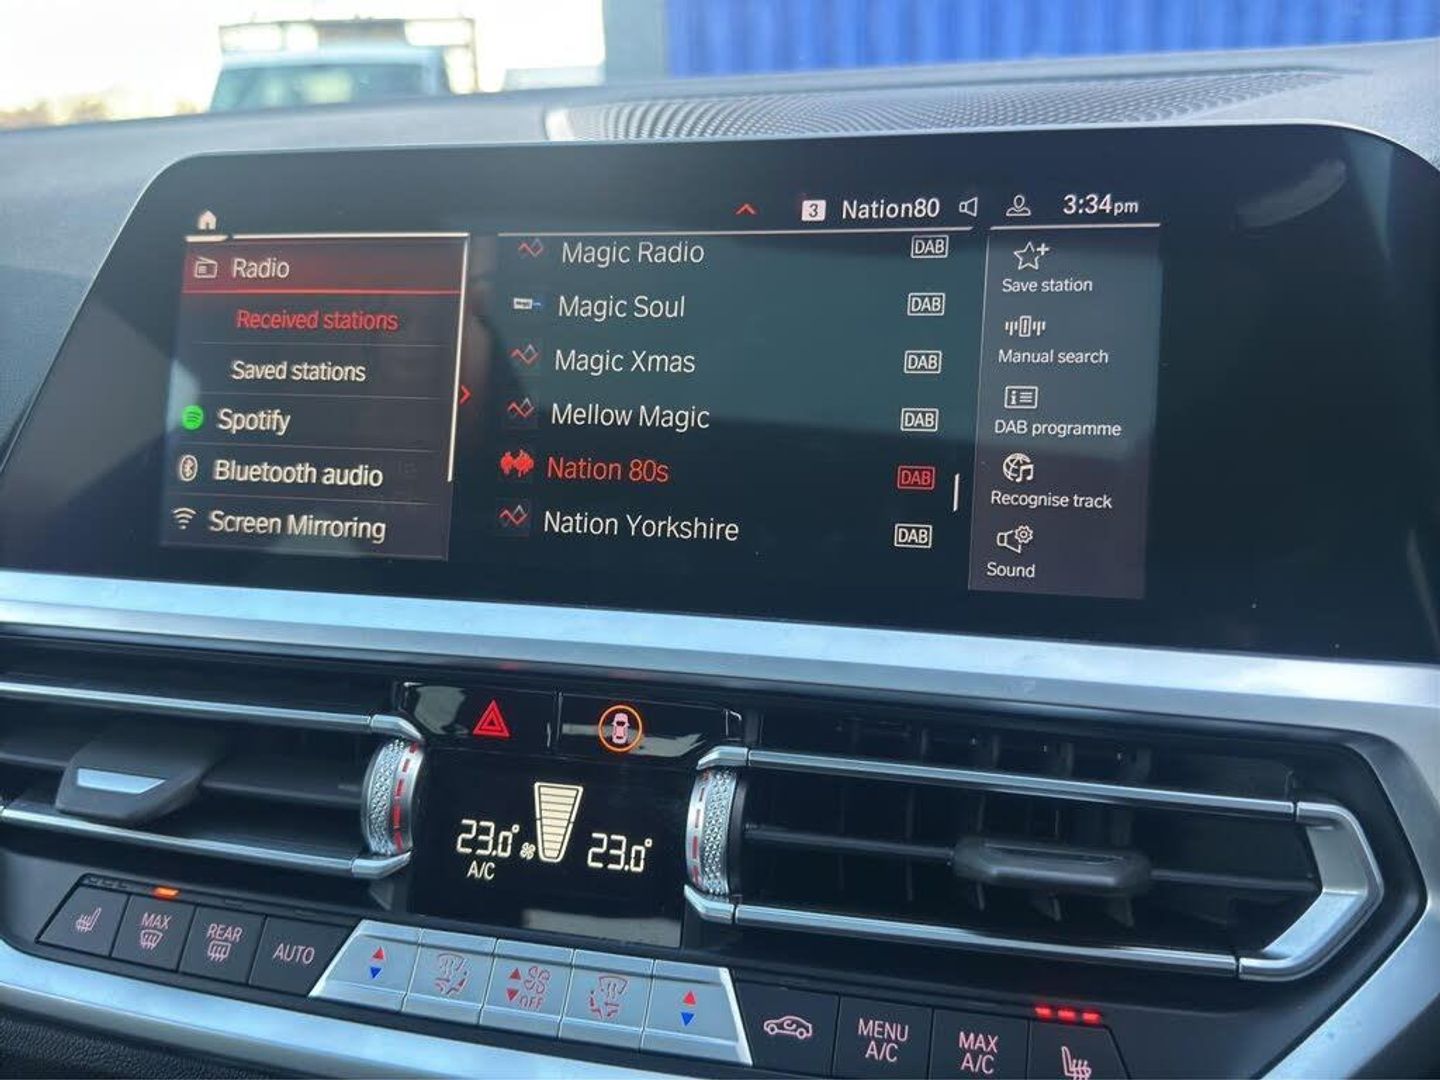 3 Nation80 3:34pm
Radio
Received stations
Saved stations
Spotify
Bluetooth audio
Screen Mirroring
Magic Radio DAB
Magic Soul DAB
Magic Xmas DAB
Mellow Magic DAB
Nation 80s DAB
Nation Yorkshire DAB
Save station
Manual search
DAB programme
Recognise track
Sound
23.0° 23.0°
A/C
MAX
REAR
AUTO
OFF
MENU
A/C
MAX
A/C